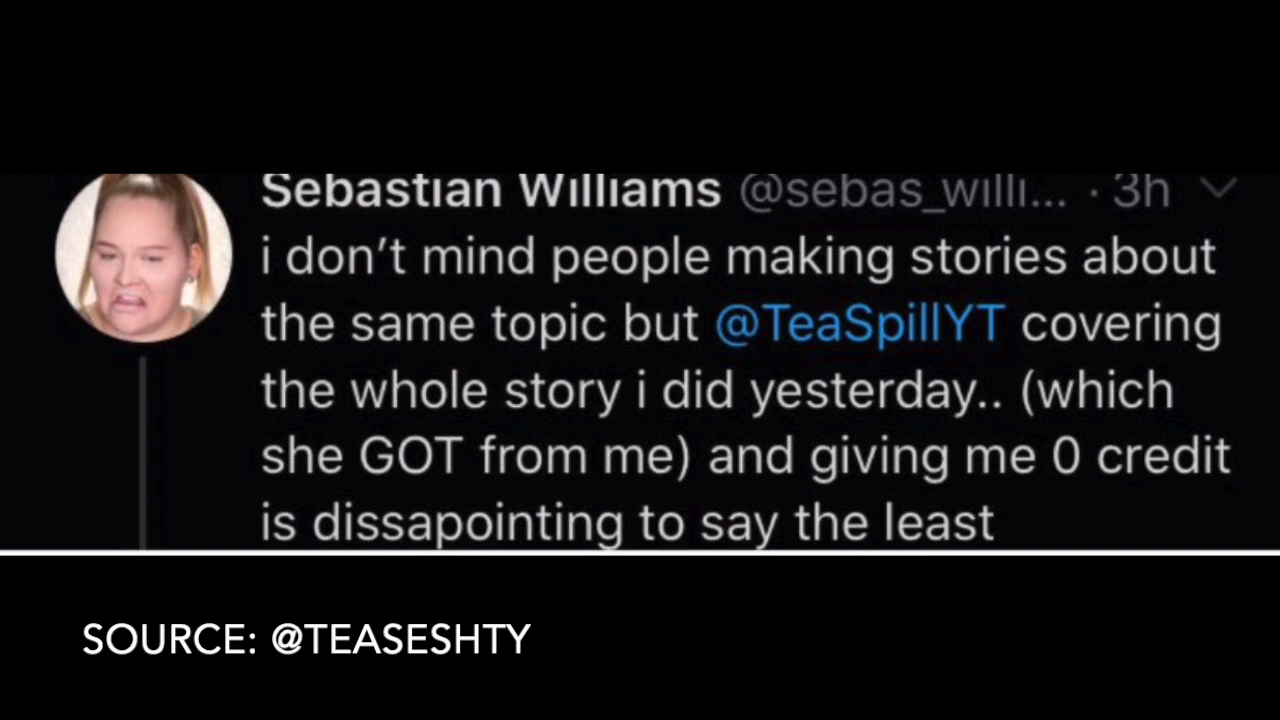 Sebastian Williams @sebas_willi... · 3h
i don’t mind people making stories about
the same topic but @TeaSpillYT covering
the whole story i did yesterday.. (which
she GOT from me) and giving me 0 credit
is dissapointing to say the least
SOURCE: @TEASESHTY